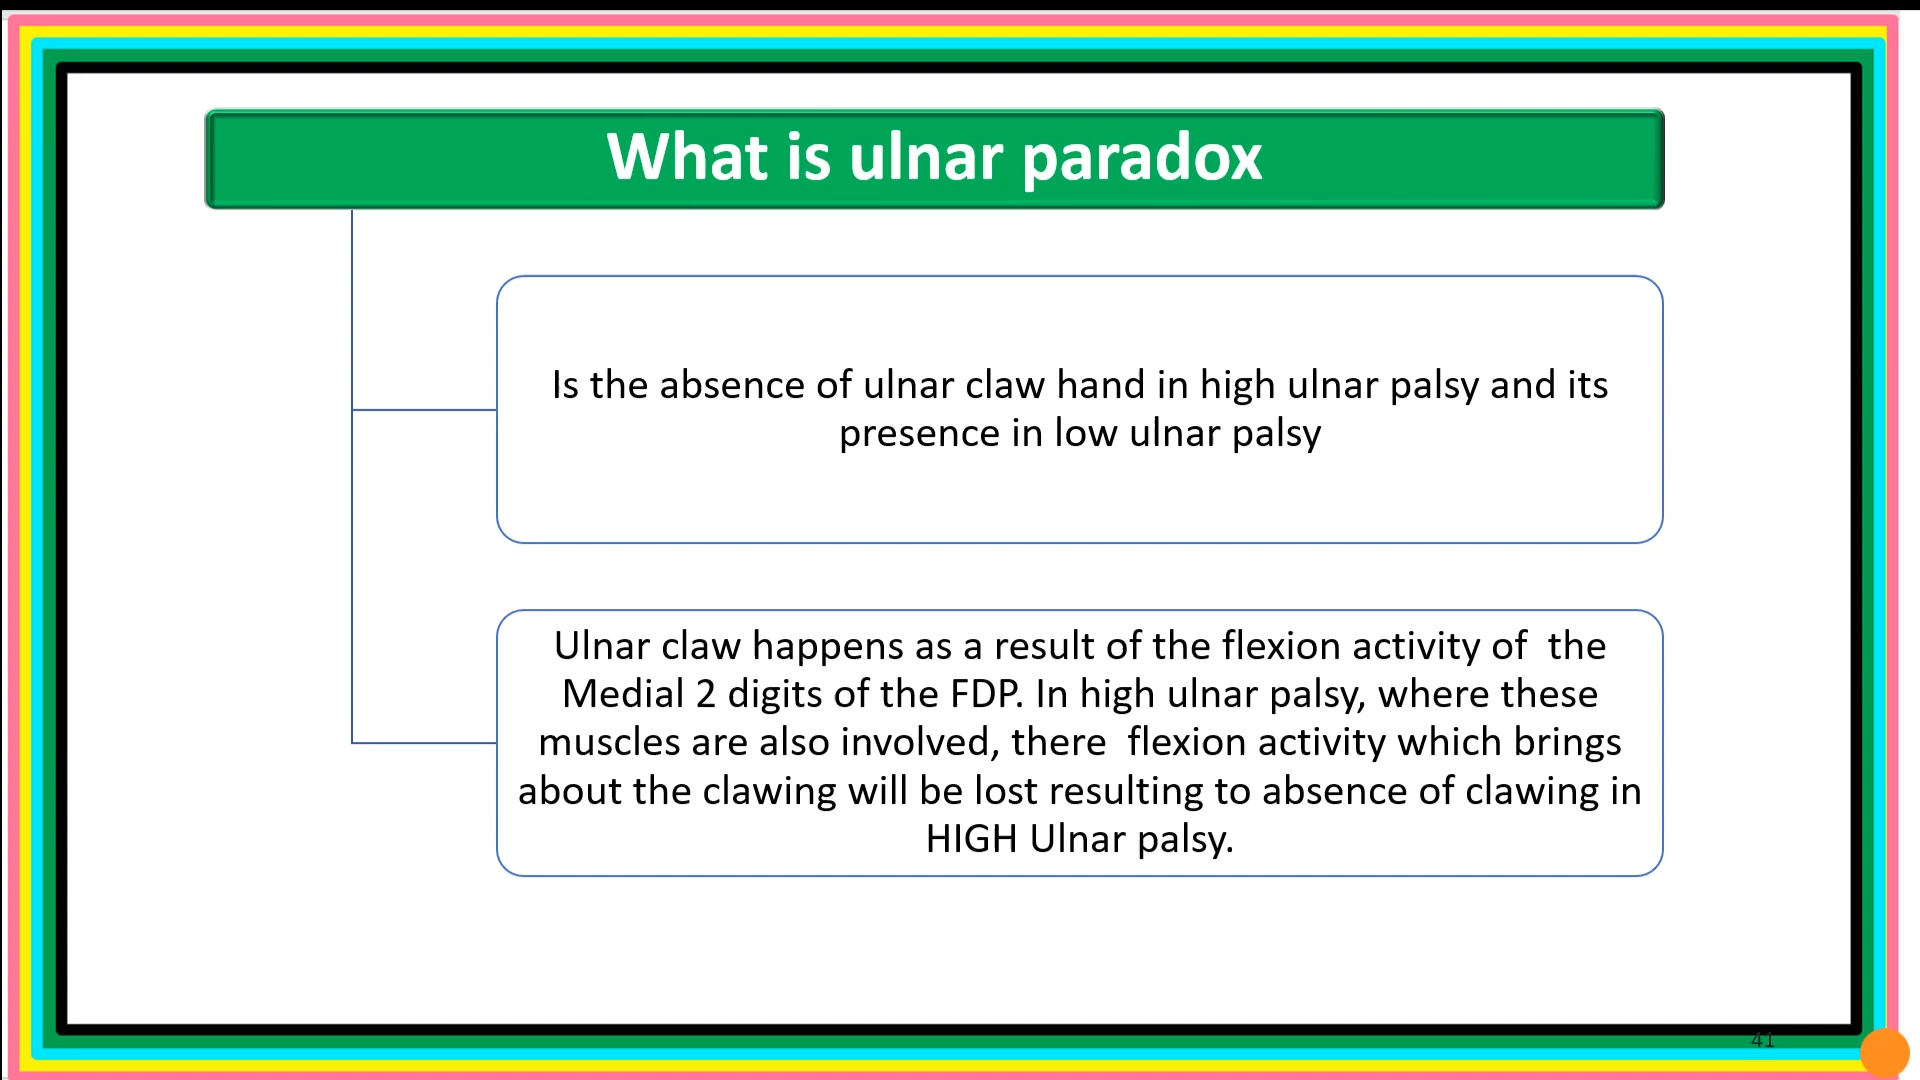 What is ulnar paradox
Is the absence of ulnar claw hand in high ulnar palsy and its
presence in low ulnar palsy
Ulnar claw happens as a result of the flexion activity of  the
Medial 2 digits of the FDP. In high ulnar palsy, where these
muscles are also involved, there  flexion activity which brings
about the clawing will be lost resulting to absence of clawing in
HIGH Ulnar palsy.
41